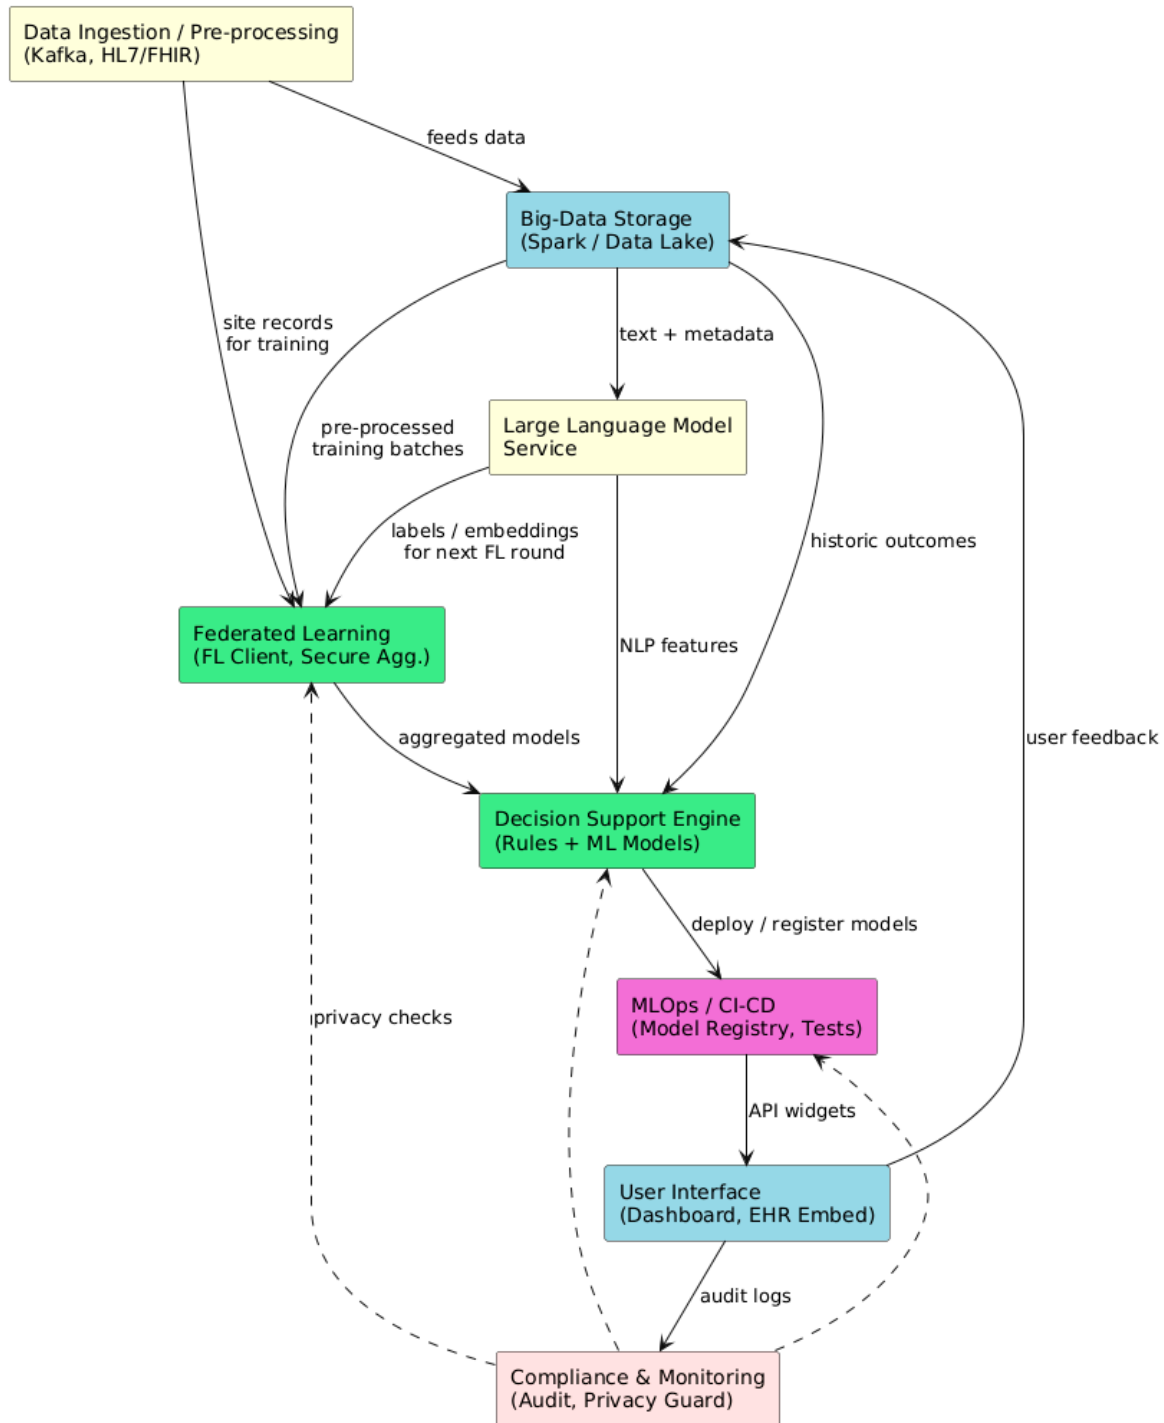 Data Ingestion / Pre-processing
(Kafka, HL7/FHIR)
feeds data
Big-Data Storage
(Spark / Data Lake)
site records
for training
text + metadata
pre-processed
training batches
Large Language Model
Service
labels / embeddings
for next FL round
historic outcomes
Federated Learning
(FL Client, Secure Agg.)
NLP features
aggregated models
user feedback
Decision Support Engine
(Rules + ML Models)
deploy / register models
MLOps / CI-CD
(Model Registry, Tests)
privacy checks
API widgets
User Interface
(Dashboard, EHR Embed)
audit logs
Compliance & Monitoring
(Audit, Privacy Guard)